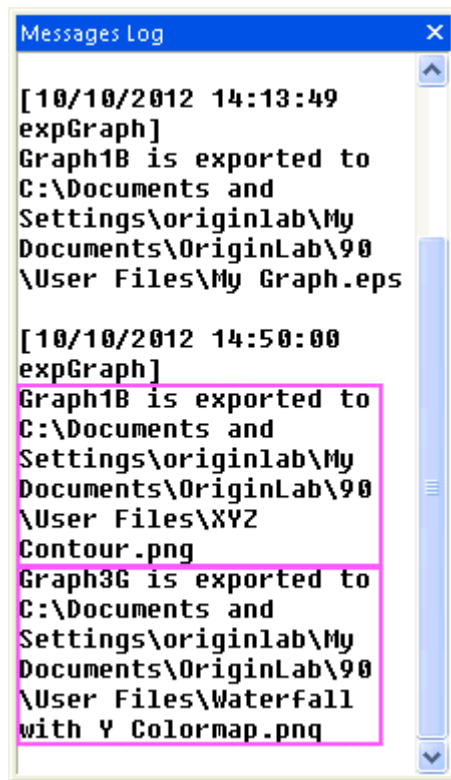 Messages Log
[10/10/2012 14:13:49
expGraph]
Graph1B is exported to
C:\Documents and
Settings\originlab\My
Documents\OriginLab\90
\User Files\My Graph.eps
[10/10/2012 14:50:00
expGraph]
Graph1B is exported to
C:\Documents and
Settings\originlab\My
Documents\OriginLab\90
\User Files\XYZ
Contour.png
Graph3G is exported to
C:\Documents and
Settings\originlab\My
Documents\OriginLab\90
\User Files\Waterfall
with Y Colormap.png